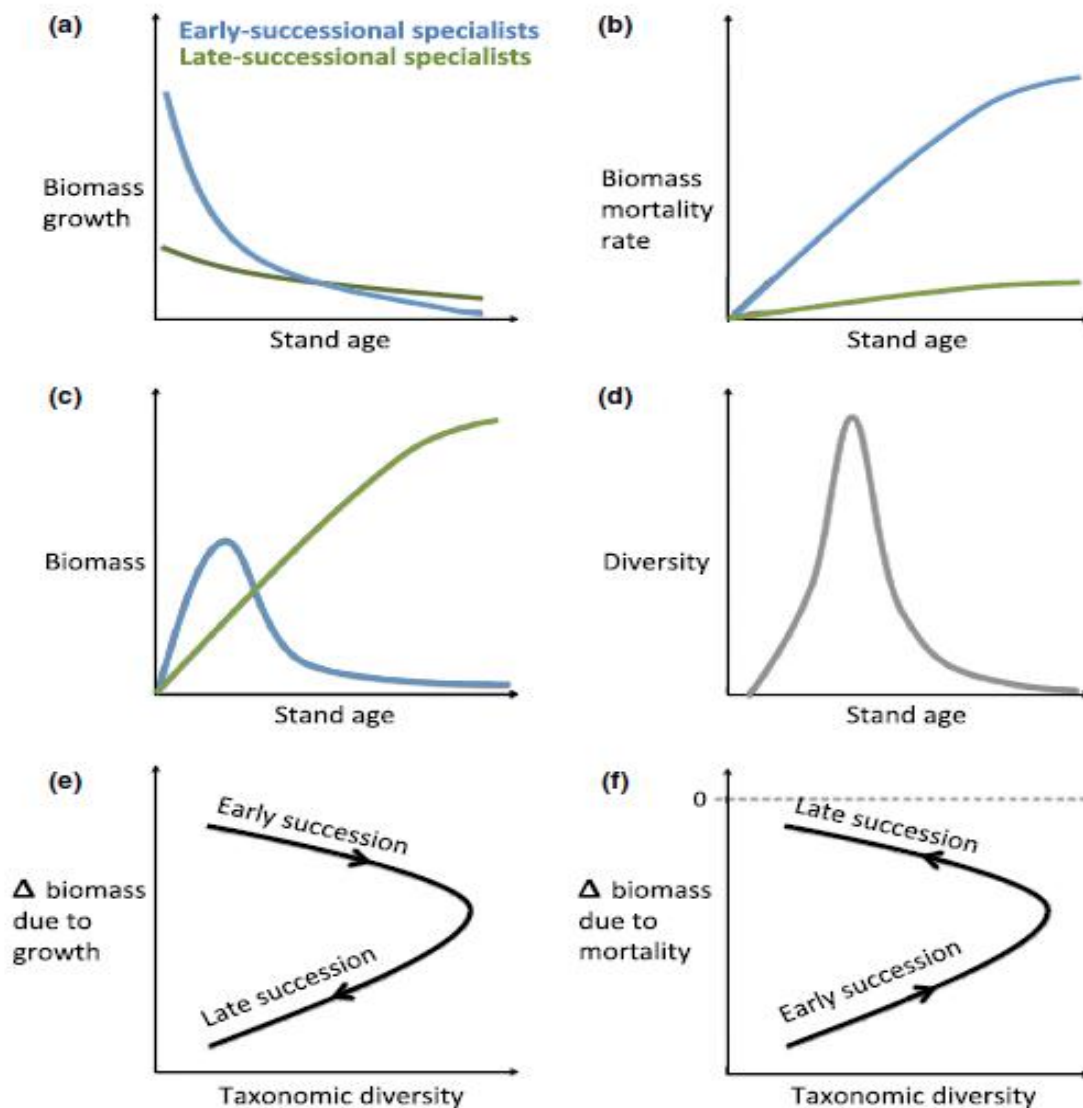 (a)
Early-successional specialists
Late-successional specialists
Biomass
growth
Stand age
(b)
Biomass
mortality
rate
Stand age
(c)
Biomass
Stand age
(d)
Diversity
Stand age
(e)
Early succession
Δ biomass
due to
growth
Late succession
Taxonomic diversity
(f)
0
Late succession
Δ biomass
due to
mortality
Early succession
Taxonomic diversity